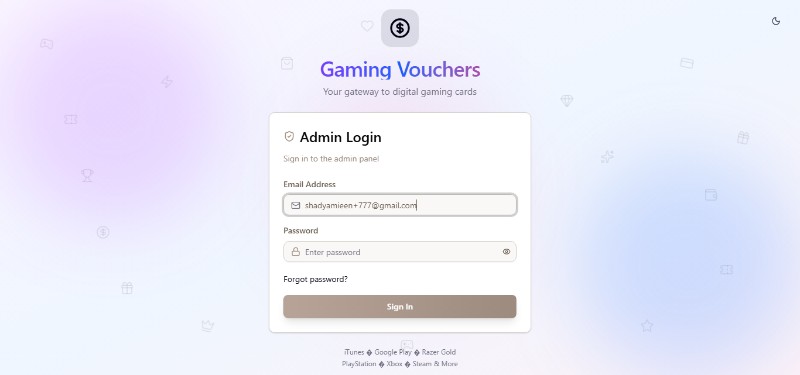 Gaming Vouchers
Your gateway to digital gaming cards
Admin Login
Sign in to the admin panel
Email Address
shadyamieen+777@gmail.com
Password
Enter password
Forgot password?
Sign In
iTunes � Google Play � Razer Gold
PlayStation � Xbox � Steam & More